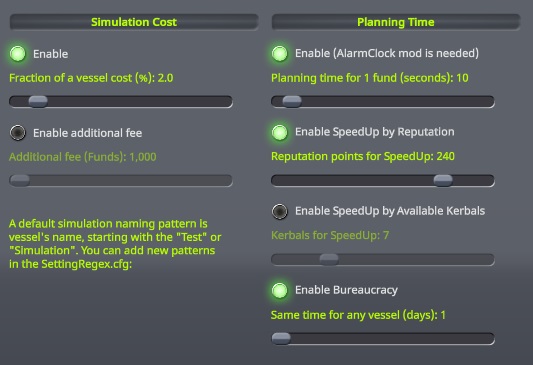 Simulation Cost
Enable
Fraction of a vessel cost (%): 2.0
Enable additional fee
Additional fee (Funds): 1,000
A default simulation naming pattern is
vessel's name, starting with the "Test" or
"Simulation". You can add new patterns
in the SettingRegex.cfg:
Planning Time
Enable (AlarmClock mod is needed)
Planning time for 1 fund (seconds): 10
Enable SpeedUp by Reputation
Reputation points for SpeedUp: 240
Enable SpeedUp by Available Kerbals
Kerbals for SpeedUp: 7
Enable Bureaucracy
Same time for any vessel (days): 1